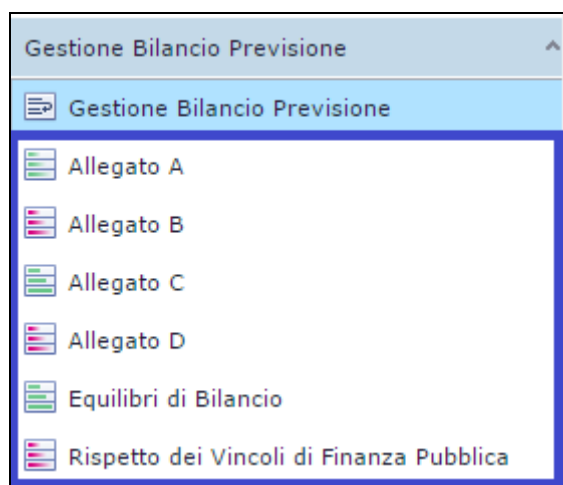 Gestione Bilancio Previsione
Gestione Bilancio Previsione
Allegato A
Allegato B
Allegato C
Allegato D
Equilibri di Bilancio
Rispetto dei Vincoli di Finanza Pubblica